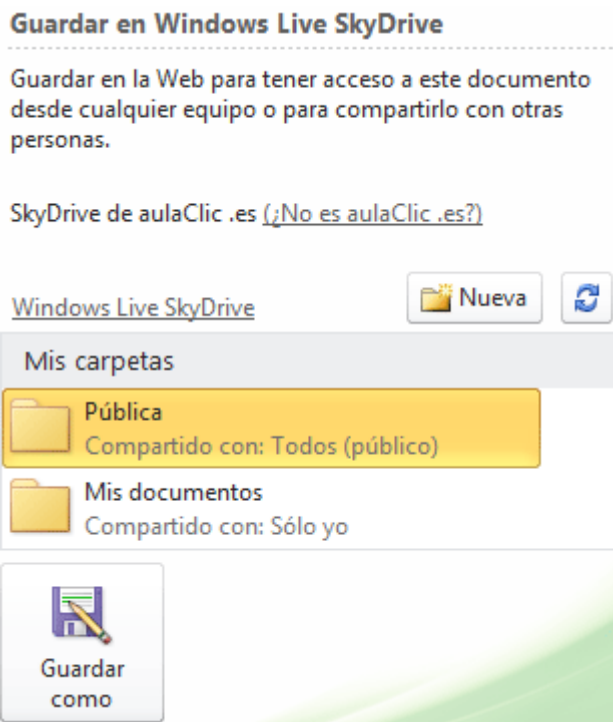 Guardar en Windows Live SkyDrive
Guardar en la Web para tener acceso a este documento
desde cualquier equipo o para compartirlo con otras
personas.
SkyDrive de aulaClic .es (¿No es aulaClic .es?)
Windows Live SkyDrive
Nueva
Mis carpetas
Pública
Compartido con: Todos (público)
Mis documentos
Compartido con: Sólo yo
Guardar
como